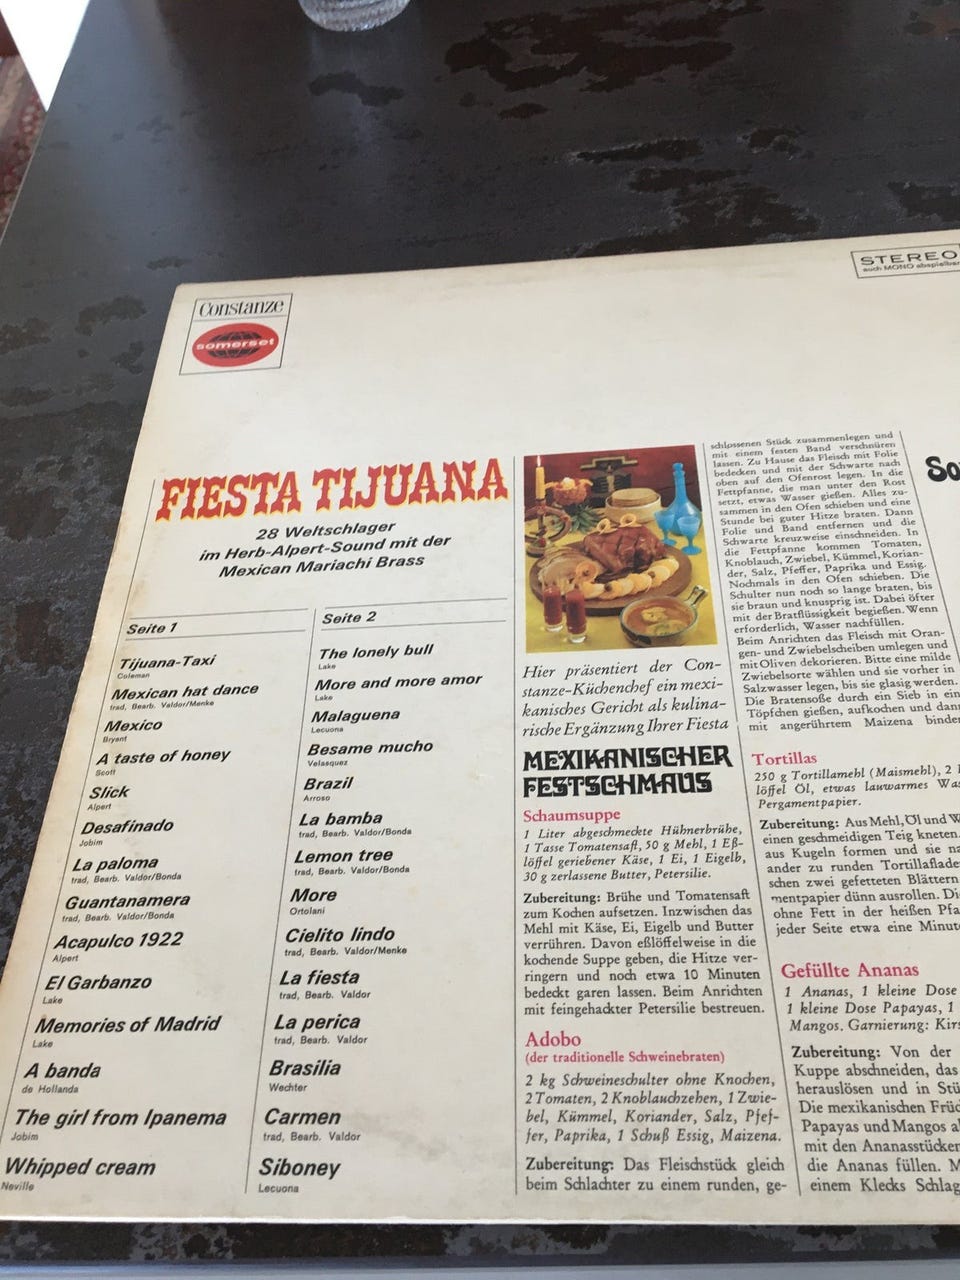 Constanze
somerset
STEREO
auch MONO abspielbar
FIESTA TIJUANA
28 Weltschlager
im Herb-Alpert-Sound mit der
Mexican Mariachi Brass
Seite 1
Tijuana-Taxi
Coleman
Mexican hat dance
trad, Bearb. Valdor/Menke
Mexico
Bryant
A taste of honey
Scott
Slick
Alpert
Desafinado
Jobim
La paloma
trad, Bearb. Valdor/Bonda
Guantanamera
trad, Bearb. Valdor/Bonda
Acapulco 1922
Alpert
El Garbanzo
Lake
Memories of Madrid
Lake
A banda
de Hollanda
The girl from Ipanema
Jobim
Whipped cream
Neville
Seite 2
The lonely bull
Lake
More and more amor
Lake
Malaguena
Lecuona
Besame mucho
Velasquez
Brazil
Arroso
La bamba
trad, Bearb. Valdor/Bonda
Lemon tree
trad, Bearb. Valdor/Bonda
More
Ortolani
Cielito lindo
trad, Bearb. Valdor/Menke
La fiesta
trad, Bearb. Valdor
La perica
trad, Bearb. Valdor
Brasilia
Wechter
Carmen
trad, Bearb. Valdor
Siboney
Lecuona
Hier präsentiert der Con-
stanze-Küchenchef ein mexi-
kanisches Gericht als kulina-
rische Ergänzung Ihrer Fiesta
MEXIKANISCHER
FESTSCHMAUS
Schaumsuppe
1 Liter abgeschmeckte Hühnerbrühe,
1 Tasse Tomatensaft, 50 g Mehl, 1 Eß-
löffel geriebener Käse, 1 Ei, 1 Eigelb,
30 g zerlassene Butter, Petersilie.
Zubereitung: Brühe und Tomatensaft
zum Kochen aufsetzen. Inzwischen das
Mehl mit Käse, Ei, Eigelb und Butter
verrühren. Davon eßlöffelweise in die
kochende Suppe geben, die Hitze ver-
ringern und noch etwa 10 Minuten
bedeckt garen lassen. Beim Anrichten
mit feingehackter Petersilie bestreuen.
Adobo
(der traditionelle Schweinebraten)
2 kg Schweineschulter ohne Knochen,
2 Tomaten, 2 Knoblauchzehen, 1 Zwie-
bel, Kümmel, Koriander, Salz, Pfef-
fer, Paprika, 1 Schuß Essig, Maizena.
Zubereitung: Das Fleischstück gleich
beim Schlachter zu einem runden, ge-
schlossenen Stück zusammenlegen und
mit einem festen Band verschnüren
lassen. Zu Hause das Fleisch mit Folie
bedecken und mit der Schwarte nach
oben auf den Ofenrost legen. In die
Fettpfanne, die man unter den Rost
setzt, etwas Wasser gießen. Alles zu-
sammen in den Ofen schieben und eine
Stunde bei guter Hitze braten. Dann
Folie und Band entfernen und die
Schwarte kreuzweise einschneiden. In
die Fettpfanne kommen Tomaten,
Knoblauch, Zwiebel, Kümmel, Korian-
der, Salz, Pfeffer, Paprika und Essig.
Nochmals in den Ofen schieben. Die
Schulter nun noch so lange braten, bis
sie braun und knusprig ist. Dabei öfter
mit der Bratflüssigkeit begießen. Wenn
erforderlich, Wasser nachfüllen.
Beim Anrichten das Fleisch mit Oran-
gen- und Zwiebelscheiben umlegen und
mit Oliven dekorieren. Bitte eine milde
Zwiebelsorte wählen und sie vorher in
Salzwasser legen, bis sie glasig werden.
Die Bratensoße durch ein Sieb in ein
Töpfchen gießen, aufkochen und dann
mit angerührtem Maizena binden
Tortillas
250 g Tortillamehl (Maismehl), 2
löffel Öl, etwas lauwarmes
Pergamentpapier.
Zubereitung: Aus Mehl, Öl und
einen geschmeidigen Teig kneten.
aus Kugeln formen und sie
ander zu runden Tortillaflade
schen zwei gefetteten Blättern
mentpapier dünn ausrollen.
ohne Fett in der heißen
jeder Seite etwa eine
Gefüllte Ananas
1 Ananas, 1 kleine Dose
1 kleine Dose Papayas, 1
Mangos. Garnierung:
Zubereitung: Von der
Kuppe abschneiden, das
herauslösen und in
Die mexikanischen
Papayas und Mangos
mit den Ananasstücken
die Ananas füllen.
einem Klecks
So